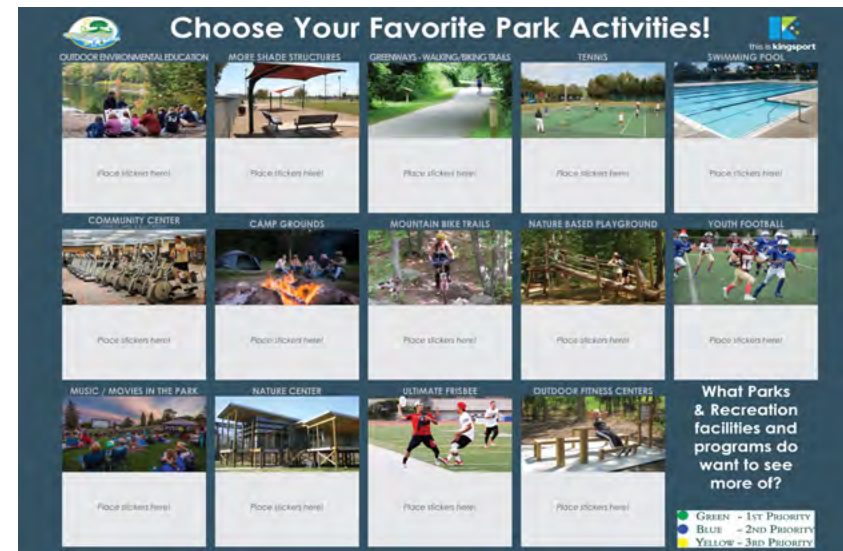 Choose Your Favorite Park Activities!
this is kingsport
OUTDOOR ENVIRONMENTAL EDUCATION
MORE SHADE STRUCTURES
GREENWAYS - WALKING/BIKING TRAILS
TENNIS
SWIMMING POOL
Place stickers here!
Place stickers here!
Place stickers here!
Place stickers here!
Place stickers here!
COMMUNITY CENTER
CAMP GROUNDS
MOUNTAIN BIKE TRAILS
NATURE BASED PLAYGROUND
YOUTH FOOTBALL
Place stickers here!
Place stickers here!
Place stickers here!
Place stickers here!
Place stickers here!
MUSIC / MOVIES IN THE PARK
NATURE CENTER
ULTIMATE FRISBEE
OUTDOOR FITNESS CENTERS
What Parks
& Recreation
facilities and
programs do
want to see
more of?
Place stickers here!
Place stickers here!
Place stickers here!
Place stickers here!
GREEN - 1ST PRIORITY
BLUE - 2ND PRIORITY
YELLOW - 3RD PRIORITY